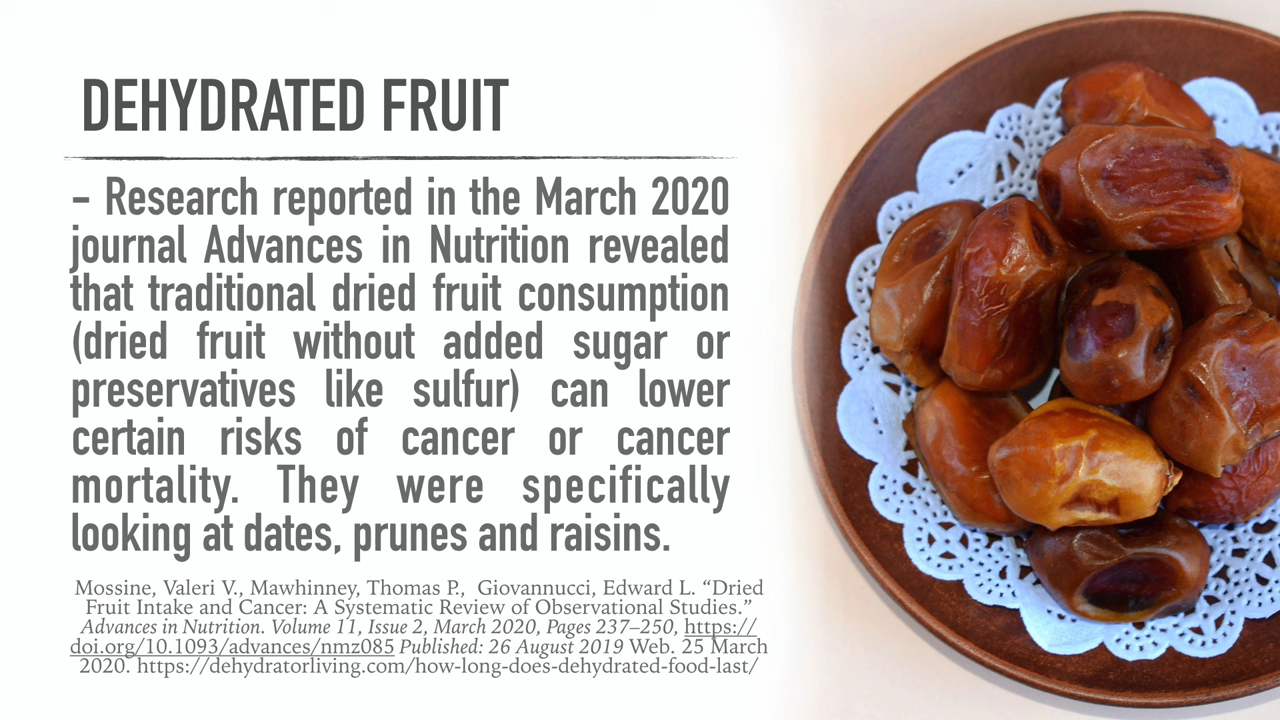 DEHYDRATED FRUIT
- Research reported in the March 2020
journal Advances in Nutrition revealed
that traditional dried fruit consumption
(dried fruit without added sugar or
preservatives like sulfur) can lower
certain risks of cancer or cancer
mortality. They were specifically
looking at dates, prunes and raisins.
Mossine, Valeri V., Mawhinney, Thomas P., Giovannucci, Edward L. “Dried
Fruit Intake and Cancer: A Systematic Review of Observational Studies.”
Advances in Nutrition. Volume 11, Issue 2, March 2020, Pages 237–250, https://
doi.org/10.1093/advances/nmz085 Published: 26 August 2019 Web. 25 March
2020. https://dehydratorliving.com/how-long-does-dehydrated-food-last/